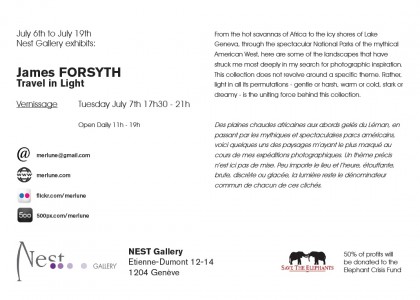 July 6th to July 19th
Nest Gallery exhibits:
James FORSYTH
Travel in Light
Vernissage Tuesday July 7th 17h30 - 21h
Open Daily 11h - 19h
@ merlune@gmail.com
www merlune.com
flickr.com/merlune
500 500px.com/merlune
Nest GALLERY
NEST Gallery
Etienne-Dumont 12-14
1204 Genève
From the hot savannas of Africa to the icy shores of Lake
Geneva, through the spectacular National Parks of the mythical
American West, here are some of the landscapes that have
struck me most deeply in my search for photographic inspiration.
This collection does not revolve around a specific theme. Rather,
light in all its permutations - gentle or harsh, warm or cold, stark or
dreamy - is the unifying force behind this collection.
Des plaines chaudes africaines aux abords gelés du Léman, en
passant par les mythiques et spectaculaires parcs américains,
voici quelques uns des paysages m'ayant le plus marqué au
cours de mes expéditions photographiques. Un thème précis
n'est ici pas de mise. Peu importe le lieu et l'heure, étouffante,
brute, discrète ou glacée, la lumière reste le dénominateur
commun de chacun de ces clichés.
SAVE THE ELEPHANTS
50% of profits will
be donated to the
Elephant Crisis Fund